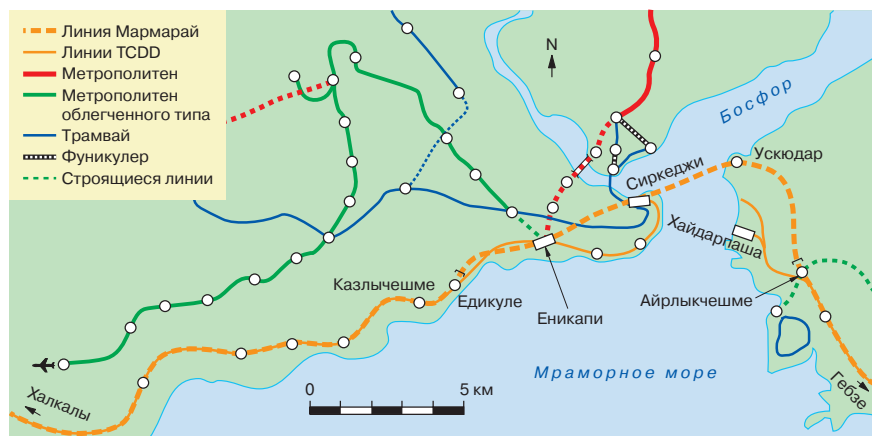 Линия Мармарай
Линии TCDD
Метрополитен
Метрополитен
облегченного типа
Трамвай
Фуникулер
Строящиеся линии
N
Босфор
Ускюдар
Сиркеджи
Хайдарпаша
Казлычешме
Едикуле
Еникапи
Айрлыкчешме
Мраморное море
0 5 км
Халкалы
Гебзе